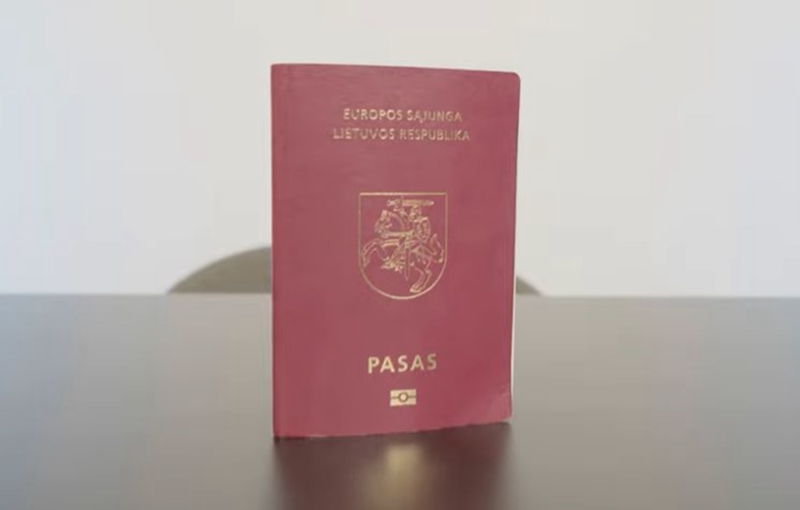 EUROPOS SĄJUNGA
LIETUVOS RESPUBLIKA
PASAS